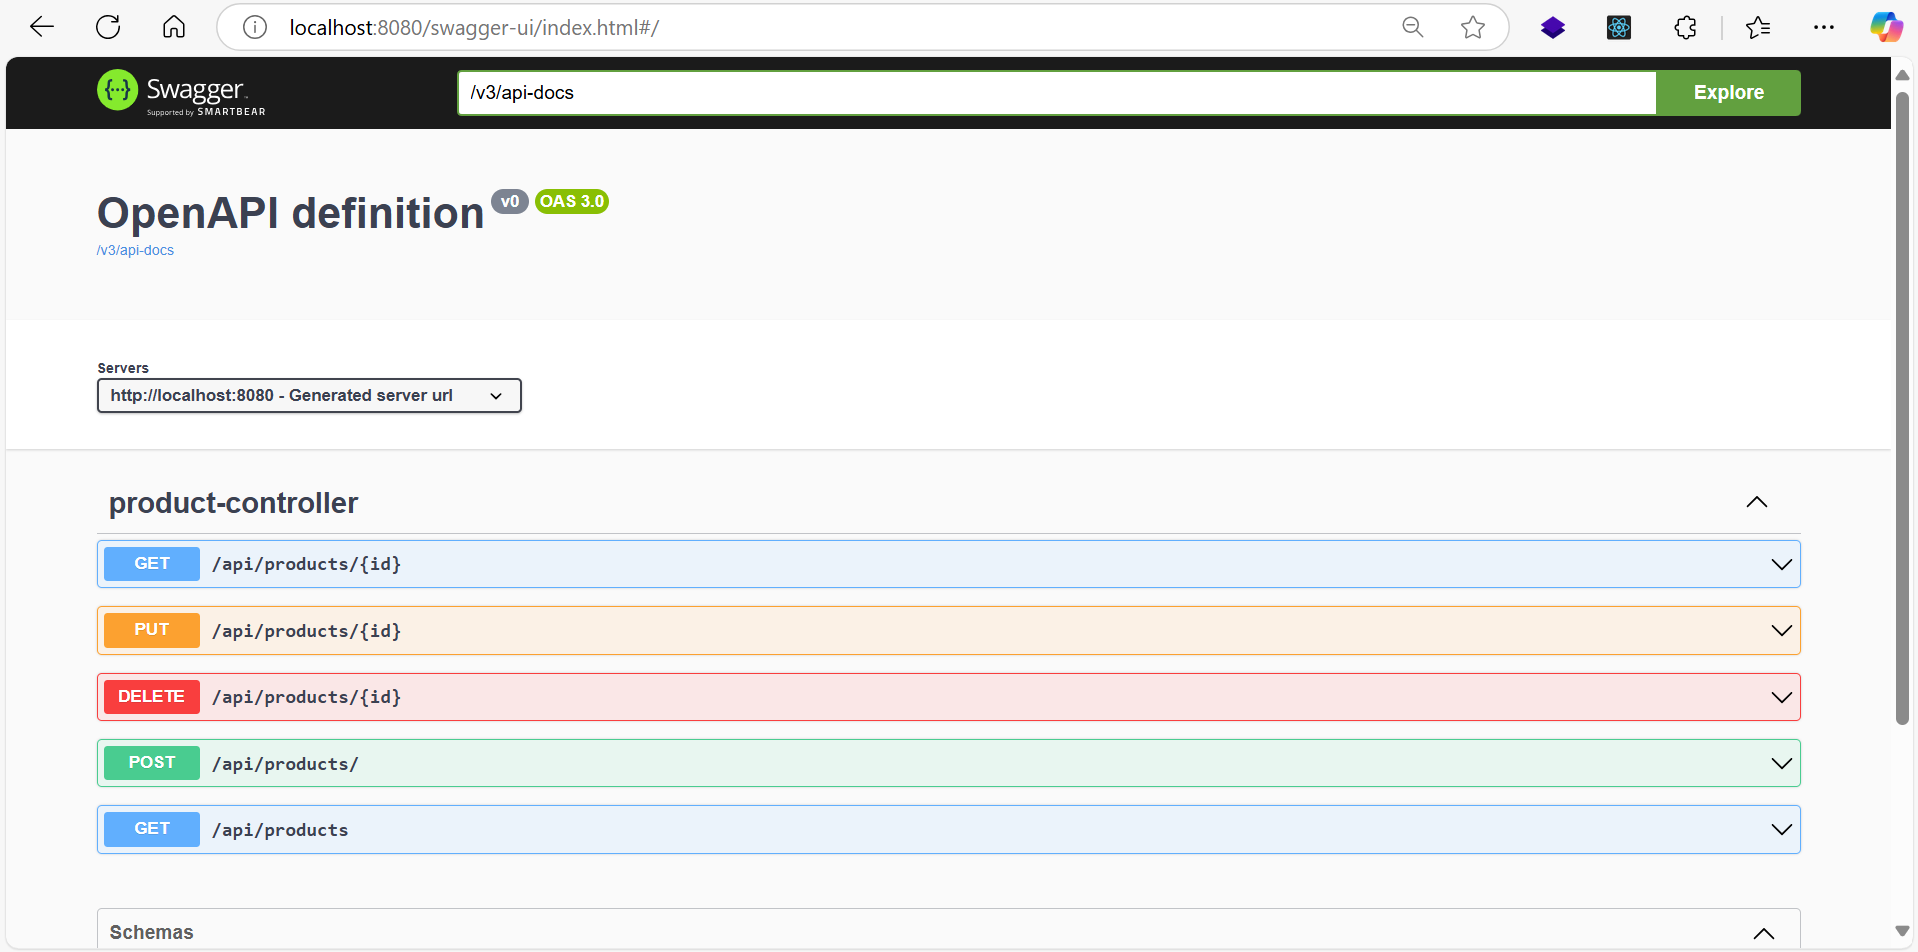 localhost:8080/swagger-ui/index.html#/
Swagger
Supported by SMARTBEAR
/v3/api-docs
Explore
OpenAPI definition v0 OAS 3.0
/v3/api-docs
Servers
http://localhost:8080 - Generated server url
product-controller
GET /api/products/{id}
PUT /api/products/{id}
DELETE /api/products/{id}
POST /api/products/
GET /api/products
Schemas